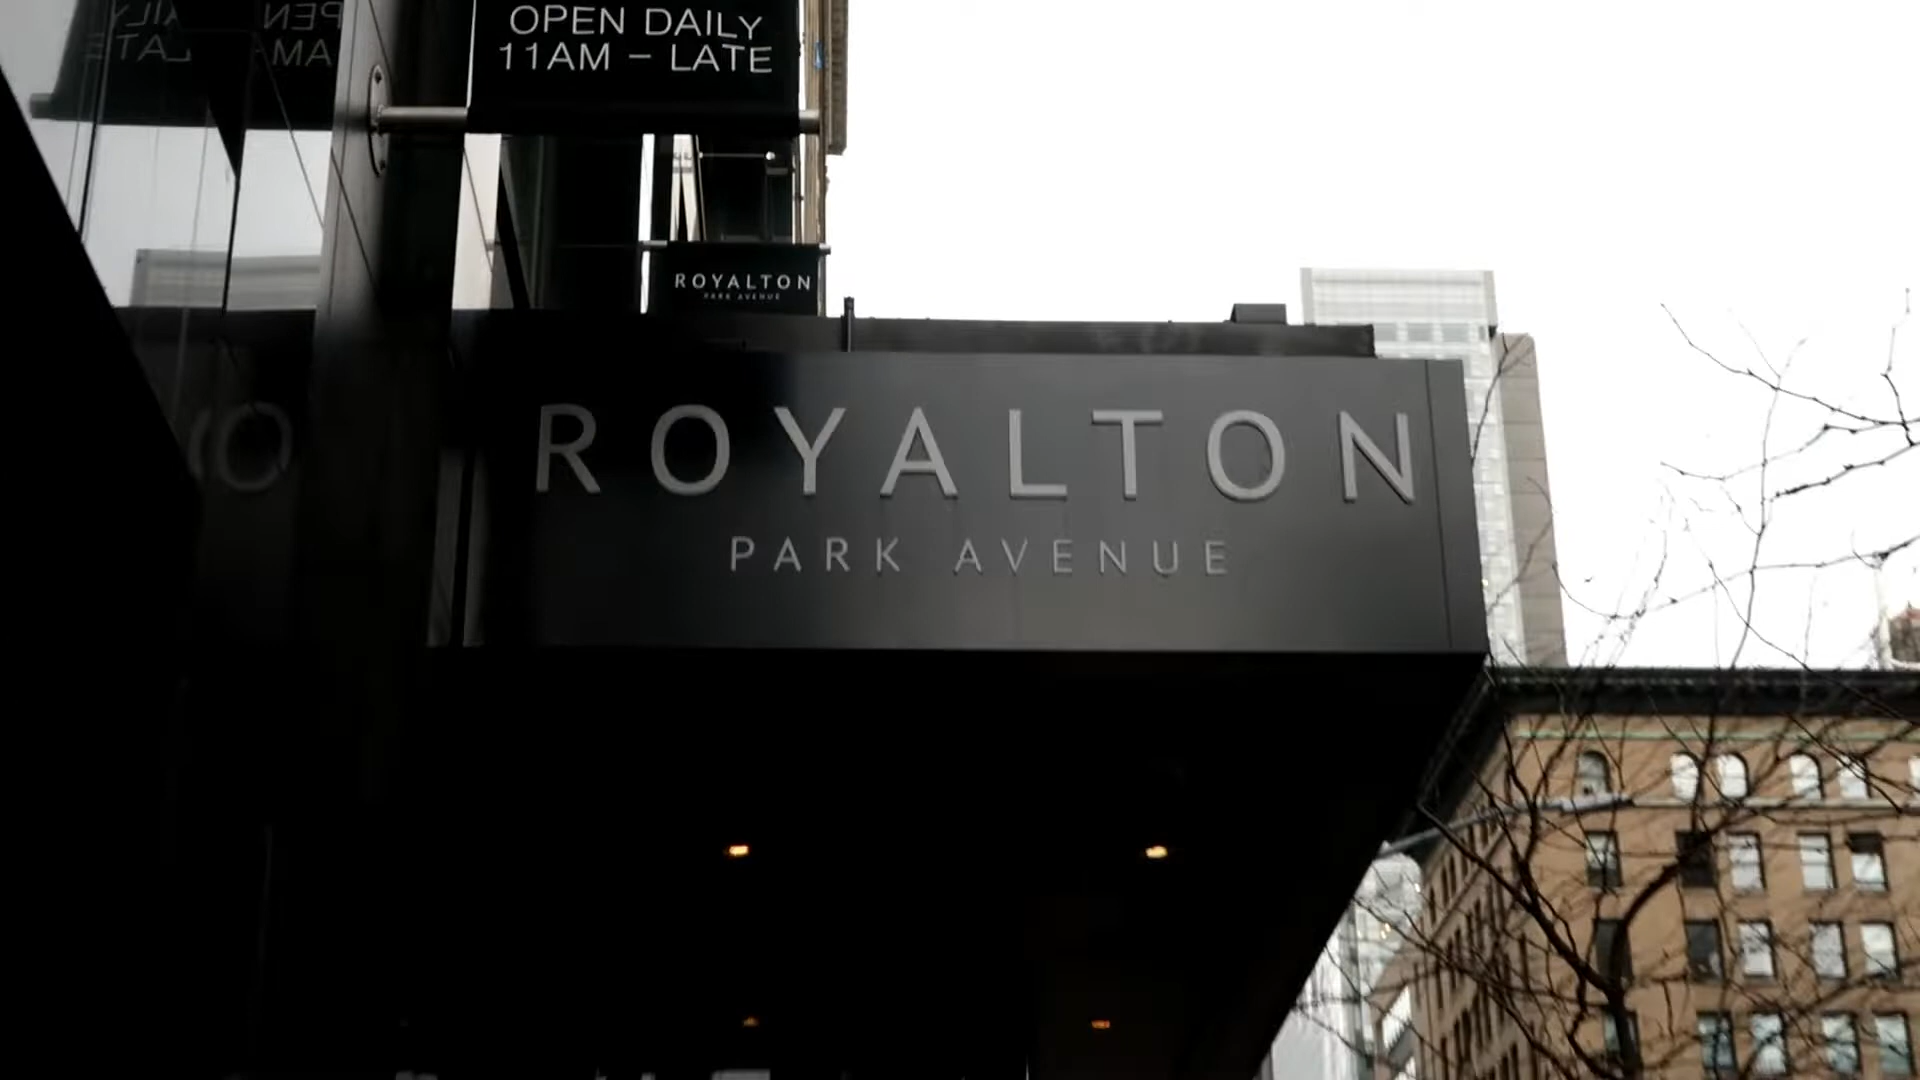 OPEN DAILY
11AM – LATE
ROYALTON
PARK AVENUE
ROYALTON
PARK AVENUE